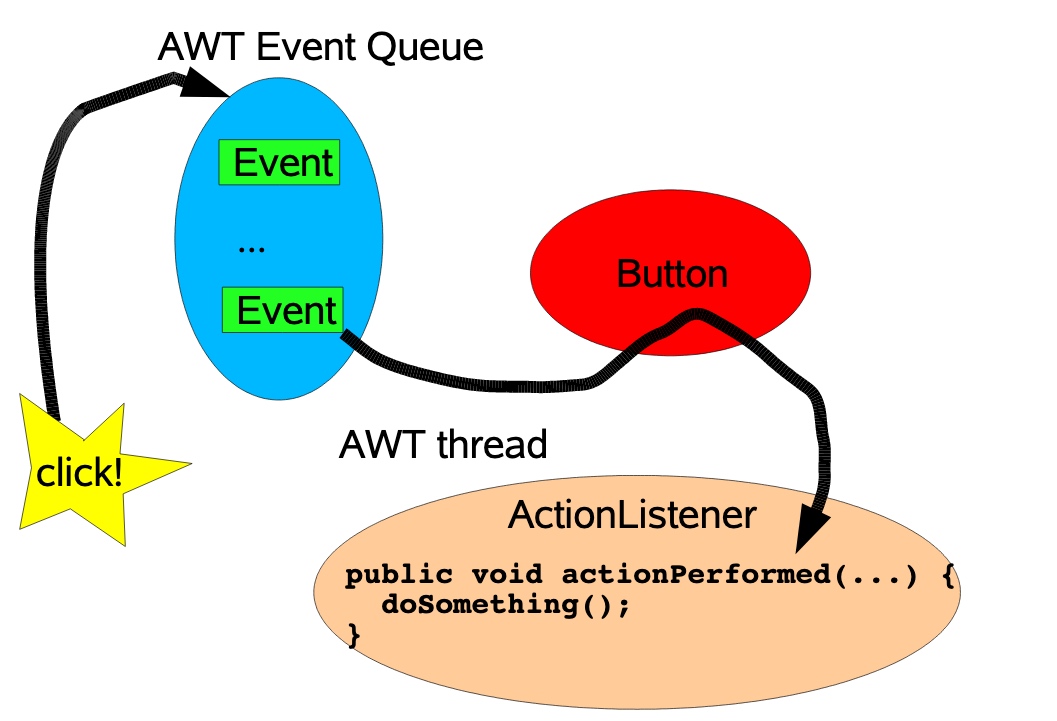 AWT Event Queue
Event
...
Event
Button
click!
AWT thread
ActionListener
public void actionPerformed(...) {
  doSomething();
}